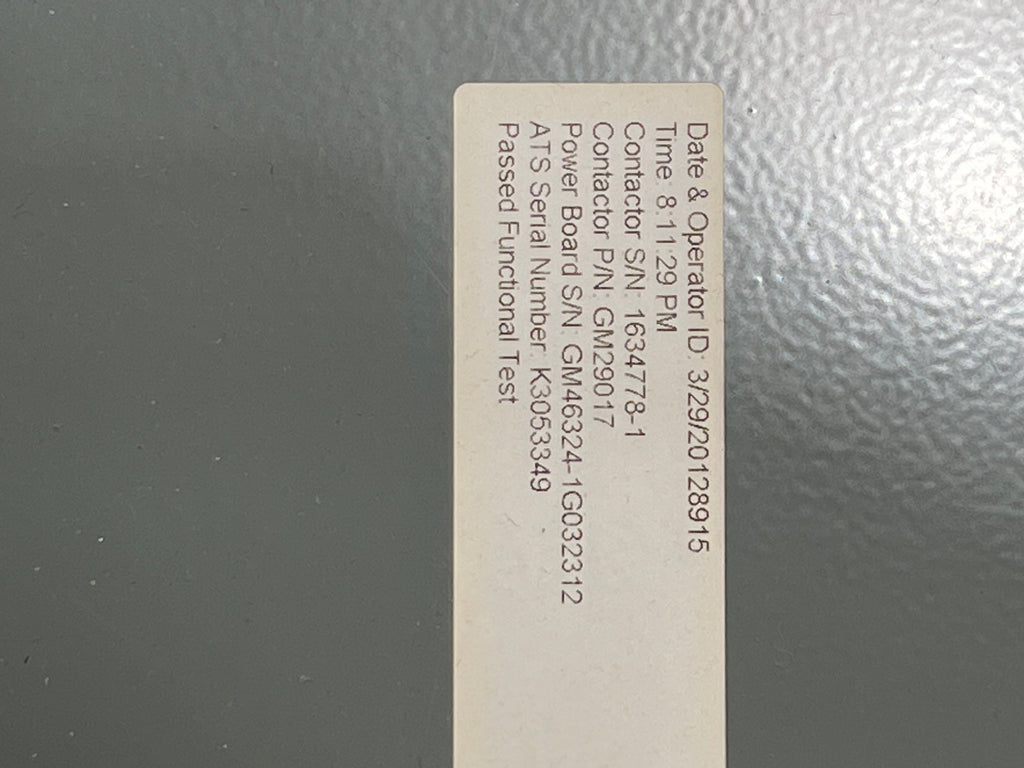 Date & Operator ID: 3/29/20128915
Time: 8:11:29 PM
Contactor S/N: 1634778-1
Contactor P/N: GM29017
Power Board S/N: GM46324-1G032312
ATS Serial Number: K3053349
Passed Functional Test